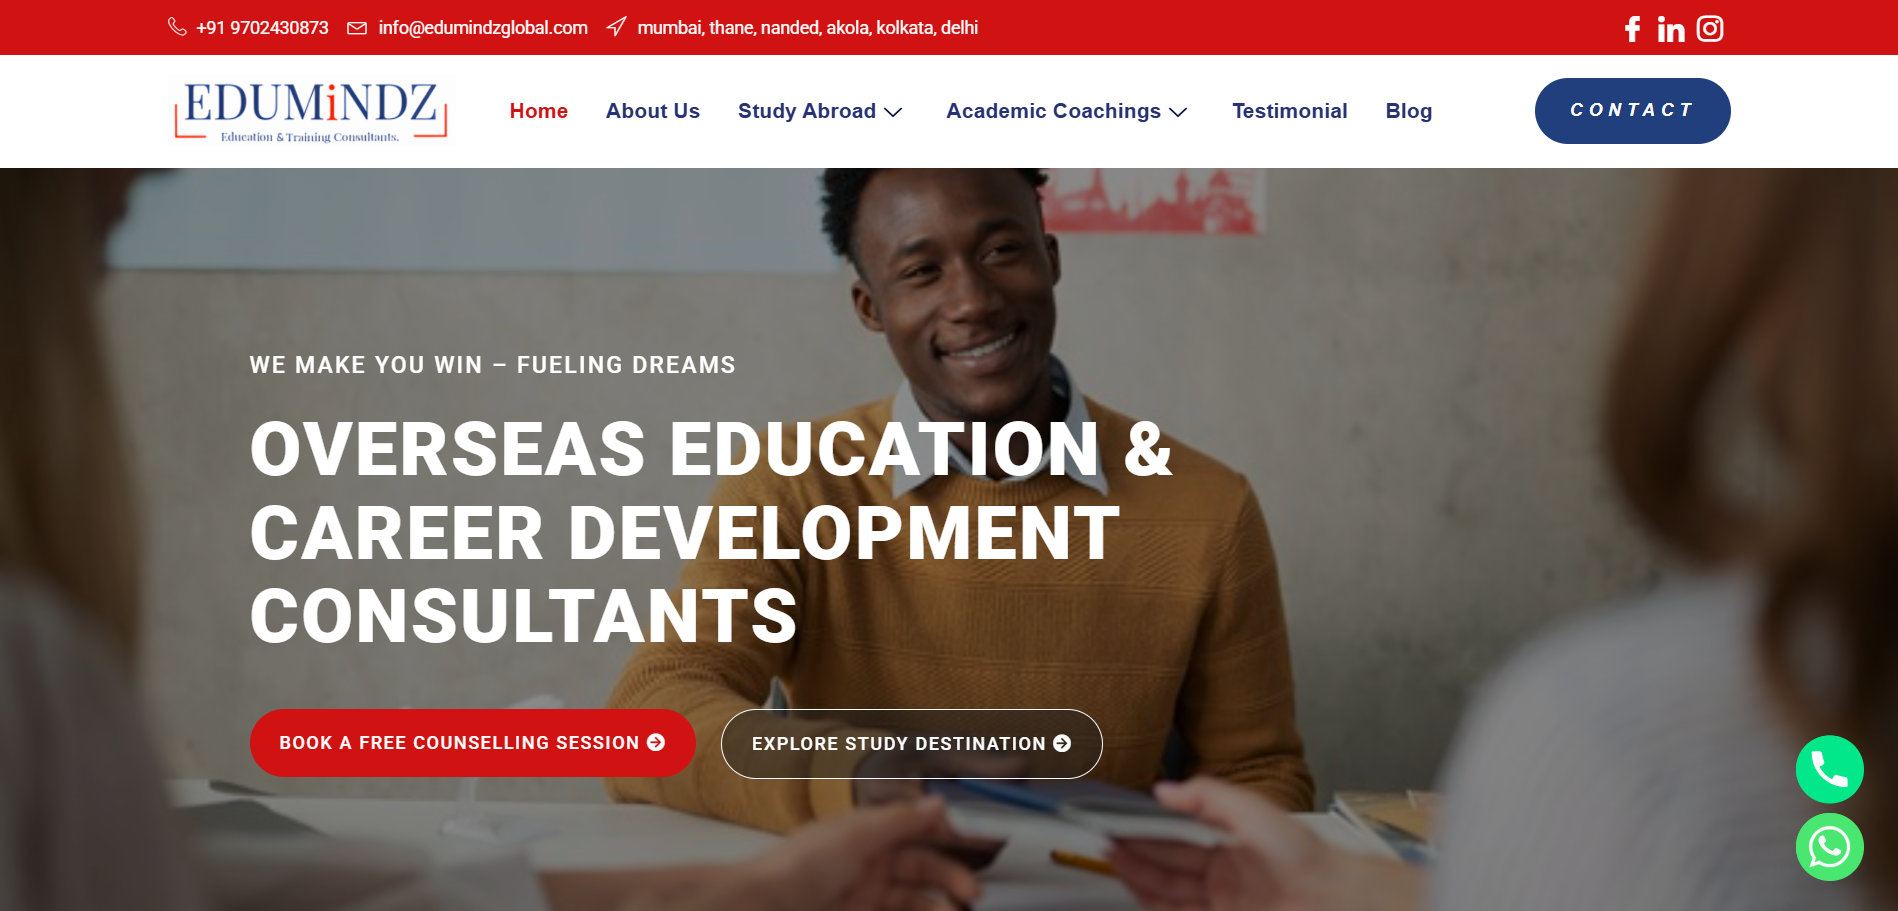 +91 9702430873 info@edumindzglobal.com mumbai, thane, nanded, akola, kolkata, delhi
EDUMiNDZ
Education & Training Consultants.
Home About Us Study Abroad Academic Coachings Testimonial Blog CONTACT
WE MAKE YOU WIN – FUELING DREAMS
OVERSEAS EDUCATION &
CAREER DEVELOPMENT
CONSULTANTS
BOOK A FREE COUNSELLING SESSION EXPLORE STUDY DESTINATION